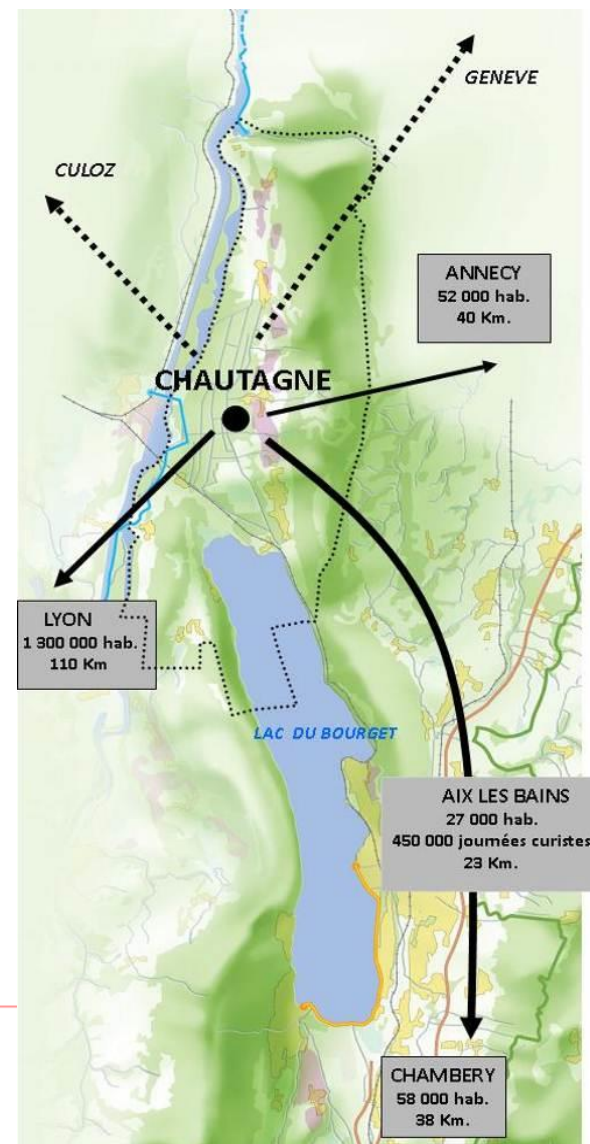 GENEVE
CULOZ
ANNECY
52 000 hab.
40 Km.
CHAUTAGNE
LYON
1 300 000 hab.
110 Km
LAC DU BOURGET
AIX LES BAINS
27 000 hab.
450 000 journées curistes
23 Km.
CHAMBERY
58 000 hab.
38 Km.